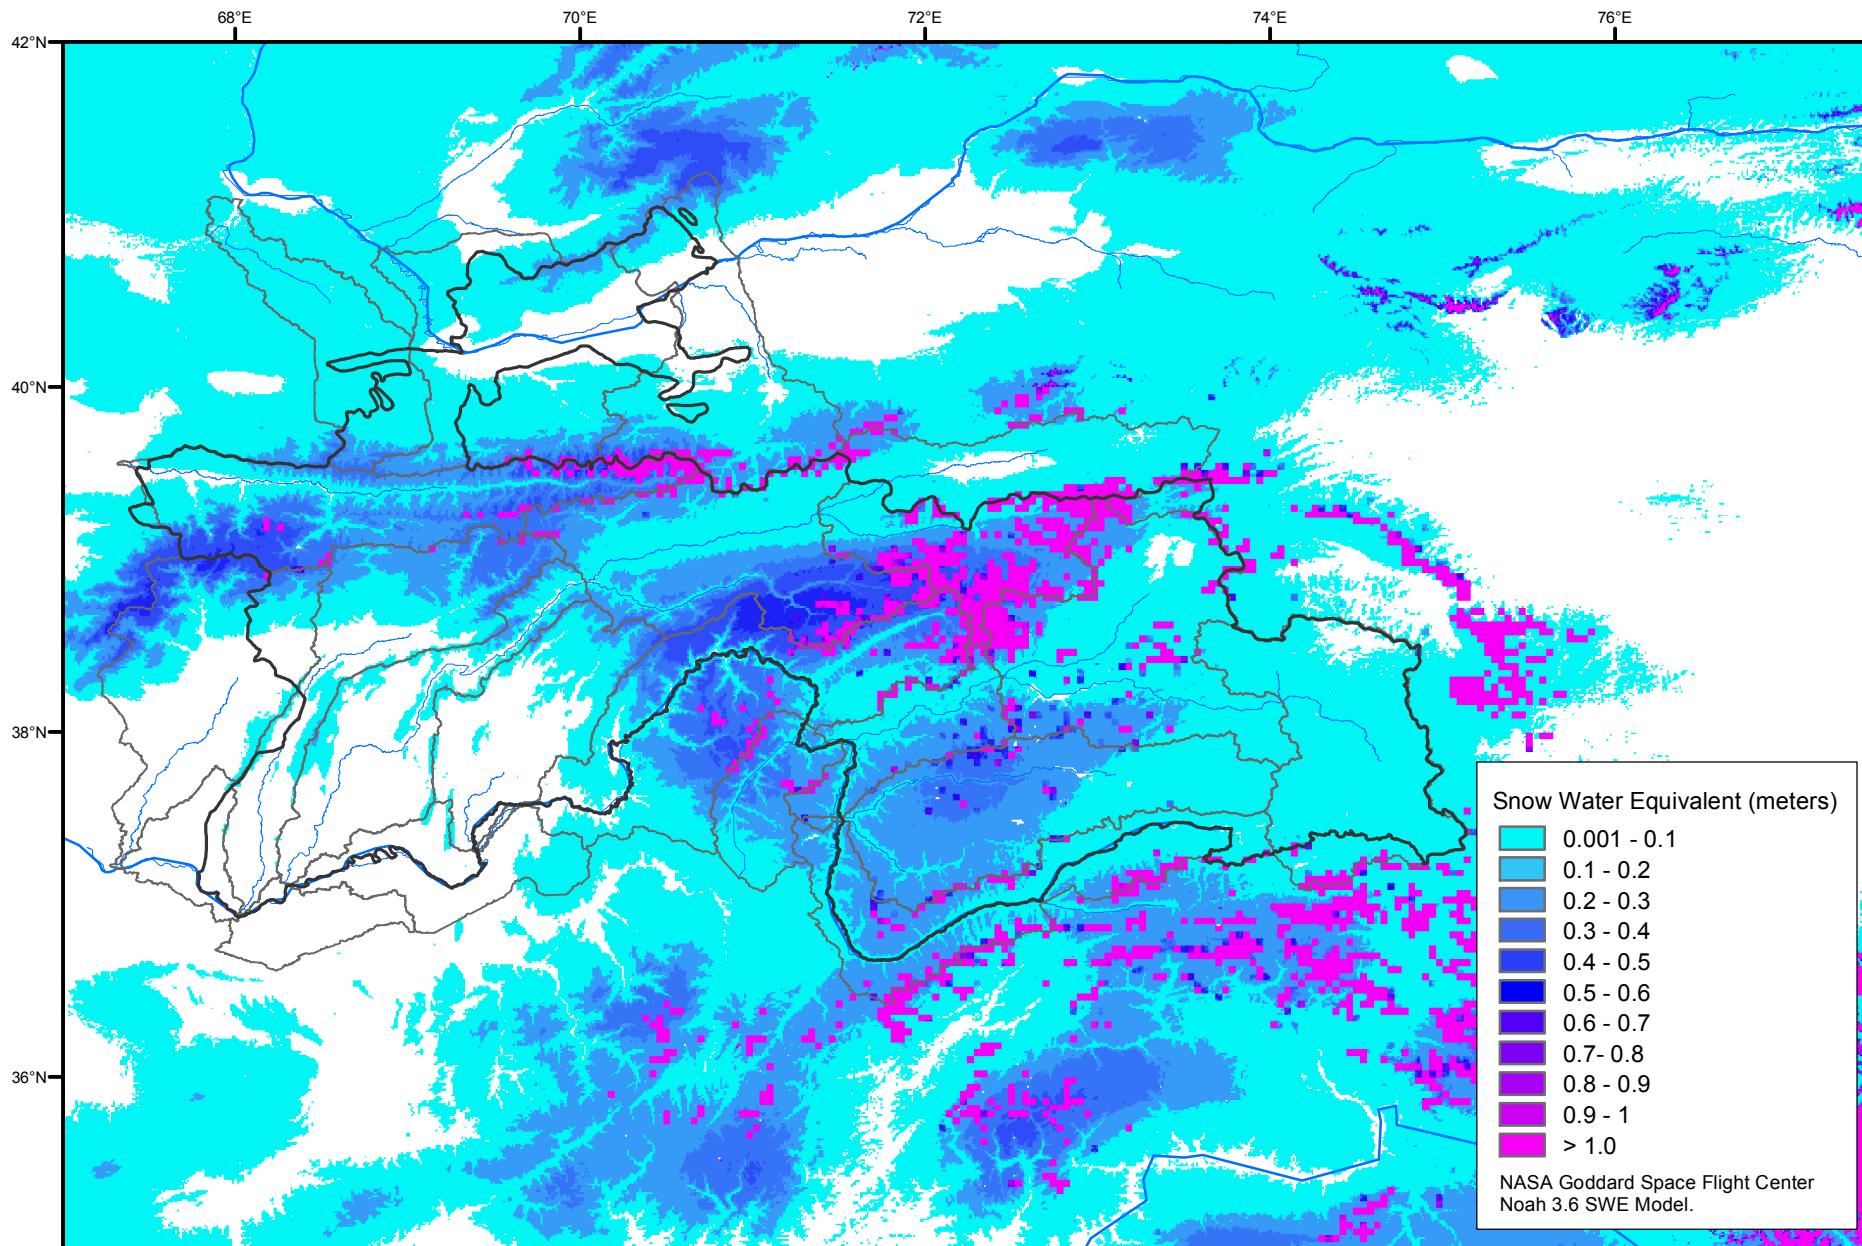 68°E 70°E 72°E 74°E 76°E
42°N
40°N
38°N
36°N
Snow Water Equivalent (meters)
0.001 - 0.1
0.1 - 0.2
0.2 - 0.3
0.3 - 0.4
0.4 - 0.5
0.5 - 0.6
0.6 - 0.7
0.7- 0.8
0.8 - 0.9
0.9 - 1
> 1.0
NASA Goddard Space Flight Center
Noah 3.6 SWE Model.